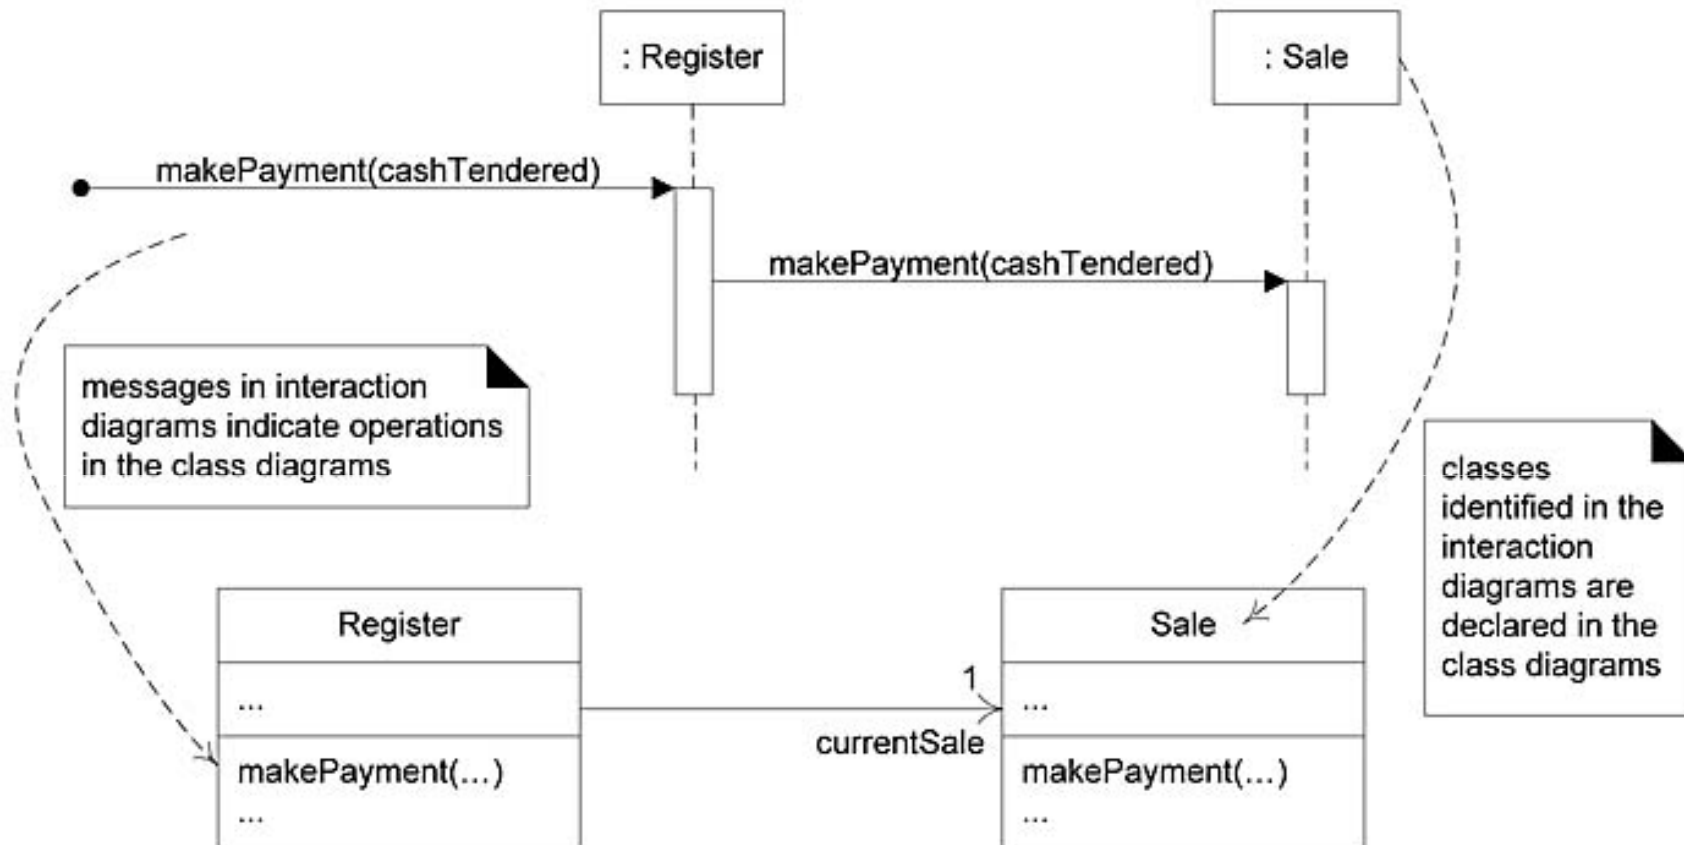 : Register
: Sale
makePayment(cashTendered)
makePayment(cashTendered)
messages in interaction
diagrams indicate operations
in the class diagrams
classes
identified in the
interaction
diagrams are
declared in the
class diagrams
Register
...
makePayment(...)
...
1
currentSale
Sale
...
makePayment(...)
...